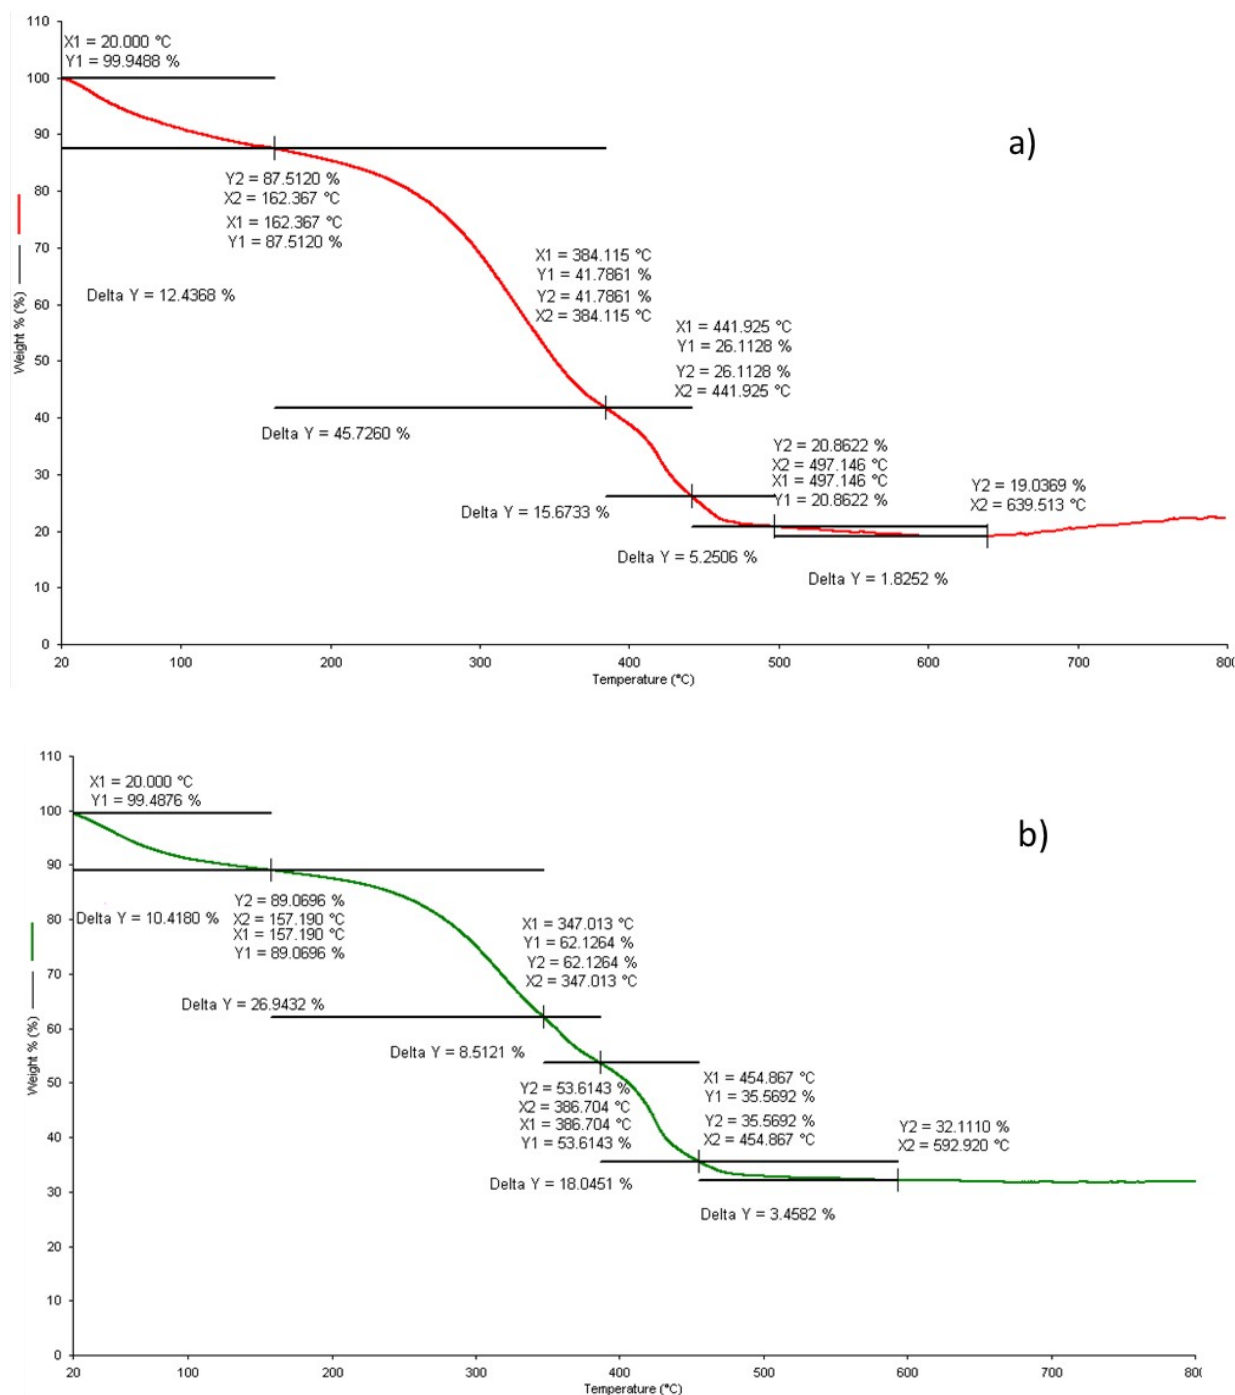 110
X1 = 20.000 °C
Y1 = 99.9488 %
100
a)
90
Y2 = 87.5120 %
X2 = 162.367 °C
X1 = 162.367 °C
Y1 = 87.5120 %
80
70
X1 = 384.115 °C
Y1 = 41.7861 %
Y2 = 41.7861 %
X2 = 384.115 °C
Delta Y = 12.4368 %
60
Weight % (%)
X1 = 441.925 °C
Y1 = 26.1128 %
Y2 = 26.1128 %
X2 = 441.925 °C
50
40
Delta Y = 45.7260 %
Y2 = 20.8622 %
X2 = 497.146 °C
X1 = 497.146 °C
Y1 = 20.8622 %
30
Y2 = 19.0369 %
X2 = 639.513 °C
Delta Y = 15.6733 %
20
Delta Y = 5.2506 %
Delta Y = 1.8252 %
10
0
20 100 200 300 400 500 600 700 800
Temperature (°C)
110
X1 = 20.000 °C
Y1 = 99.4876 %
100
b)
90
Delta Y = 10.4180 %
Y2 = 89.0696 %
X2 = 157.190 °C
X1 = 157.190 °C
Y1 = 89.0696 %
80
X1 = 347.013 °C
Y1 = 62.1264 %
Y2 = 62.1264 %
X2 = 347.013 °C
70
Delta Y = 26.9432 %
60
Weight % (%)
Delta Y = 8.5121 %
50
Y2 = 53.6143 %
X2 = 386.704 °C
X1 = 386.704 °C
Y1 = 53.6143 %
X1 = 454.867 °C
Y1 = 35.5692 %
Y2 = 35.5692 %
X2 = 454.867 °C
40
Y2 = 32.1110 %
X2 = 592.920 °C
30
Delta Y = 18.0451 %
Delta Y = 3.4582 %
20
10
0
20 100 200 300 400 500 600 700 800
Temperature (°C)